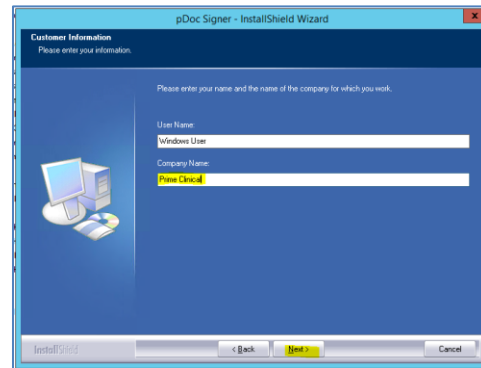 pDoc Signer - InstallShield Wizard
x
Customer Information
Please enter your information.
Please enter your name and the name of the company for which you work.
User Name:
Windows User
Company Name:
Prime Clinical
InstallShield
< Back
Next >
Cancel